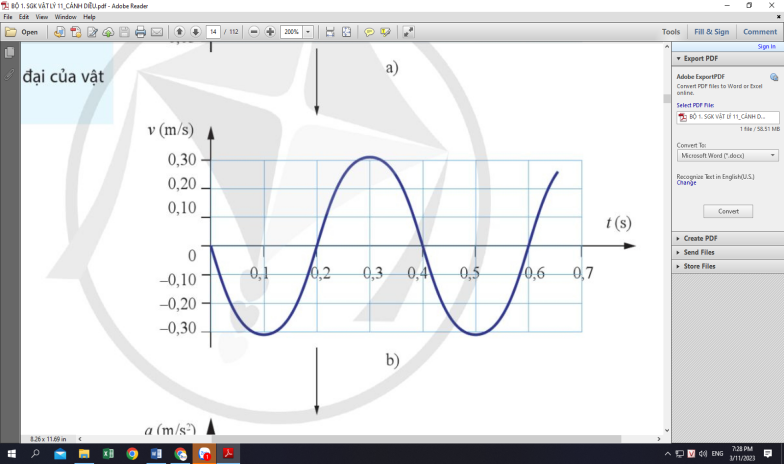 BỘ 1. SGK VẬT LÝ 11_CÁNH DIỀU.pdf - Adobe Reader
File Edit View Window Help
Open 14 / 112 200% Tools Fill & Sign Comment
Sign In
Export PDF
Adobe ExportPDF
Convert PDF files to Word or Excel
online.
Select PDF File:
BỘ 1. SGK VẬT LÝ 11_CÁNH D...
1 file / 58.51 MB
Convert To:
Microsoft Word (*.docx)
Recognize Text in English(U.S.)
Change
Convert
Create PDF
Send Files
Store Files
đại của vật
a)
v (m/s)
0,30
0,20
0,10
0
–0,10
–0,20
–0,30
t (s)
0,1 0,2 0,3 0,4 0,5 0,6 0,7
b)
a (m/s²)
8.26 x 11.69 in
ENG
7:28 PM
3/11/2023